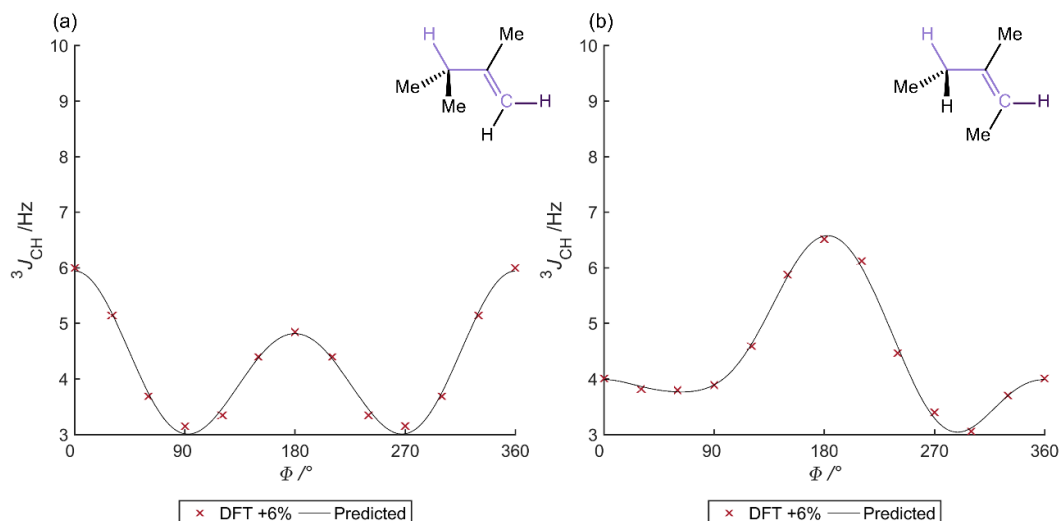 (a)
10
9
8
7
6
5
4
3
³J_CH /Hz
0
90
180
270
360
Φ /°
H
Me
Me
Me
C
H
H
× DFT +6% — Predicted
(b)
10
9
8
7
6
5
4
3
³J_CH /Hz
0
90
180
270
360
Φ /°
H
Me
Me
H
C
H
Me
× DFT +6% — Predicted